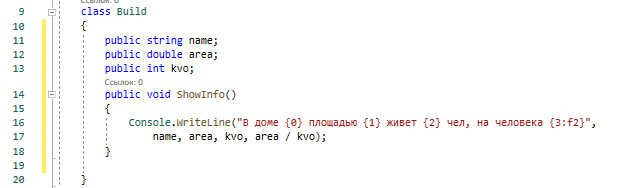 Ссылок: 0
9 class Build
10 {
11 public string name;
12 public double area;
13 public int kvo;
Ссылок: 0
14 public void ShowInfo()
15 {
16 Console.WriteLine("В доме {0} площадью {1} живет {2} чел, на человека {3:f2}",
17 name, area, kvo, area / kvo);
18 }
19
20 }